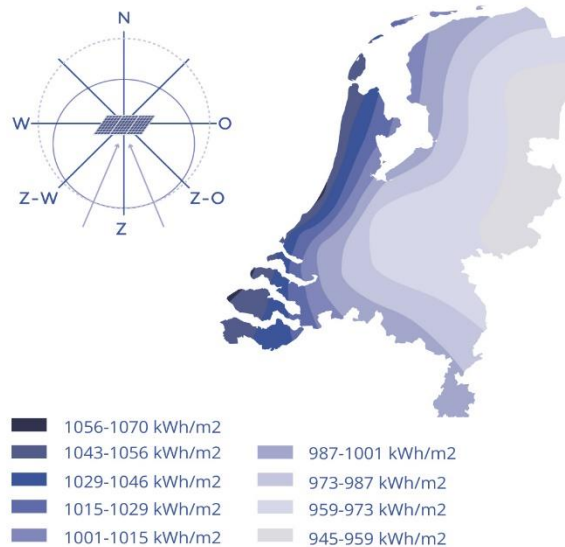 N
W
O
Z-W
Z-O
Z
1056-1070 kWh/m2
1043-1056 kWh/m2
1029-1046 kWh/m2
1015-1029 kWh/m2
1001-1015 kWh/m2
987-1001 kWh/m2
973-987 kWh/m2
959-973 kWh/m2
945-959 kWh/m2